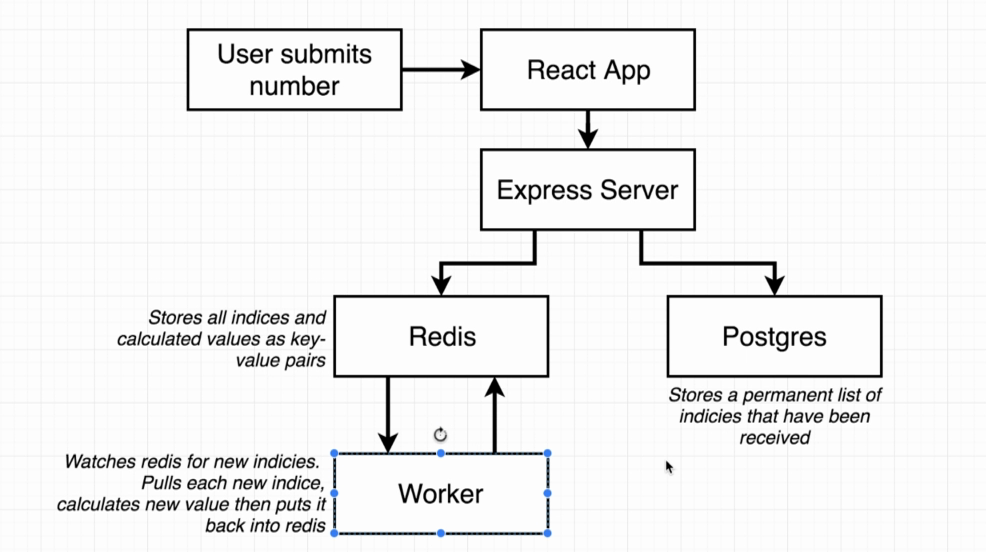 User submits
number
React App
Express Server
Stores all indices and
calculated values as key-
value pairs
Redis
Postgres
Stores a permanent list of
indicies that have been
received
Watches redis for new indicies.
Pulls each new indice,
calculates new value then puts it
back into redis
Worker